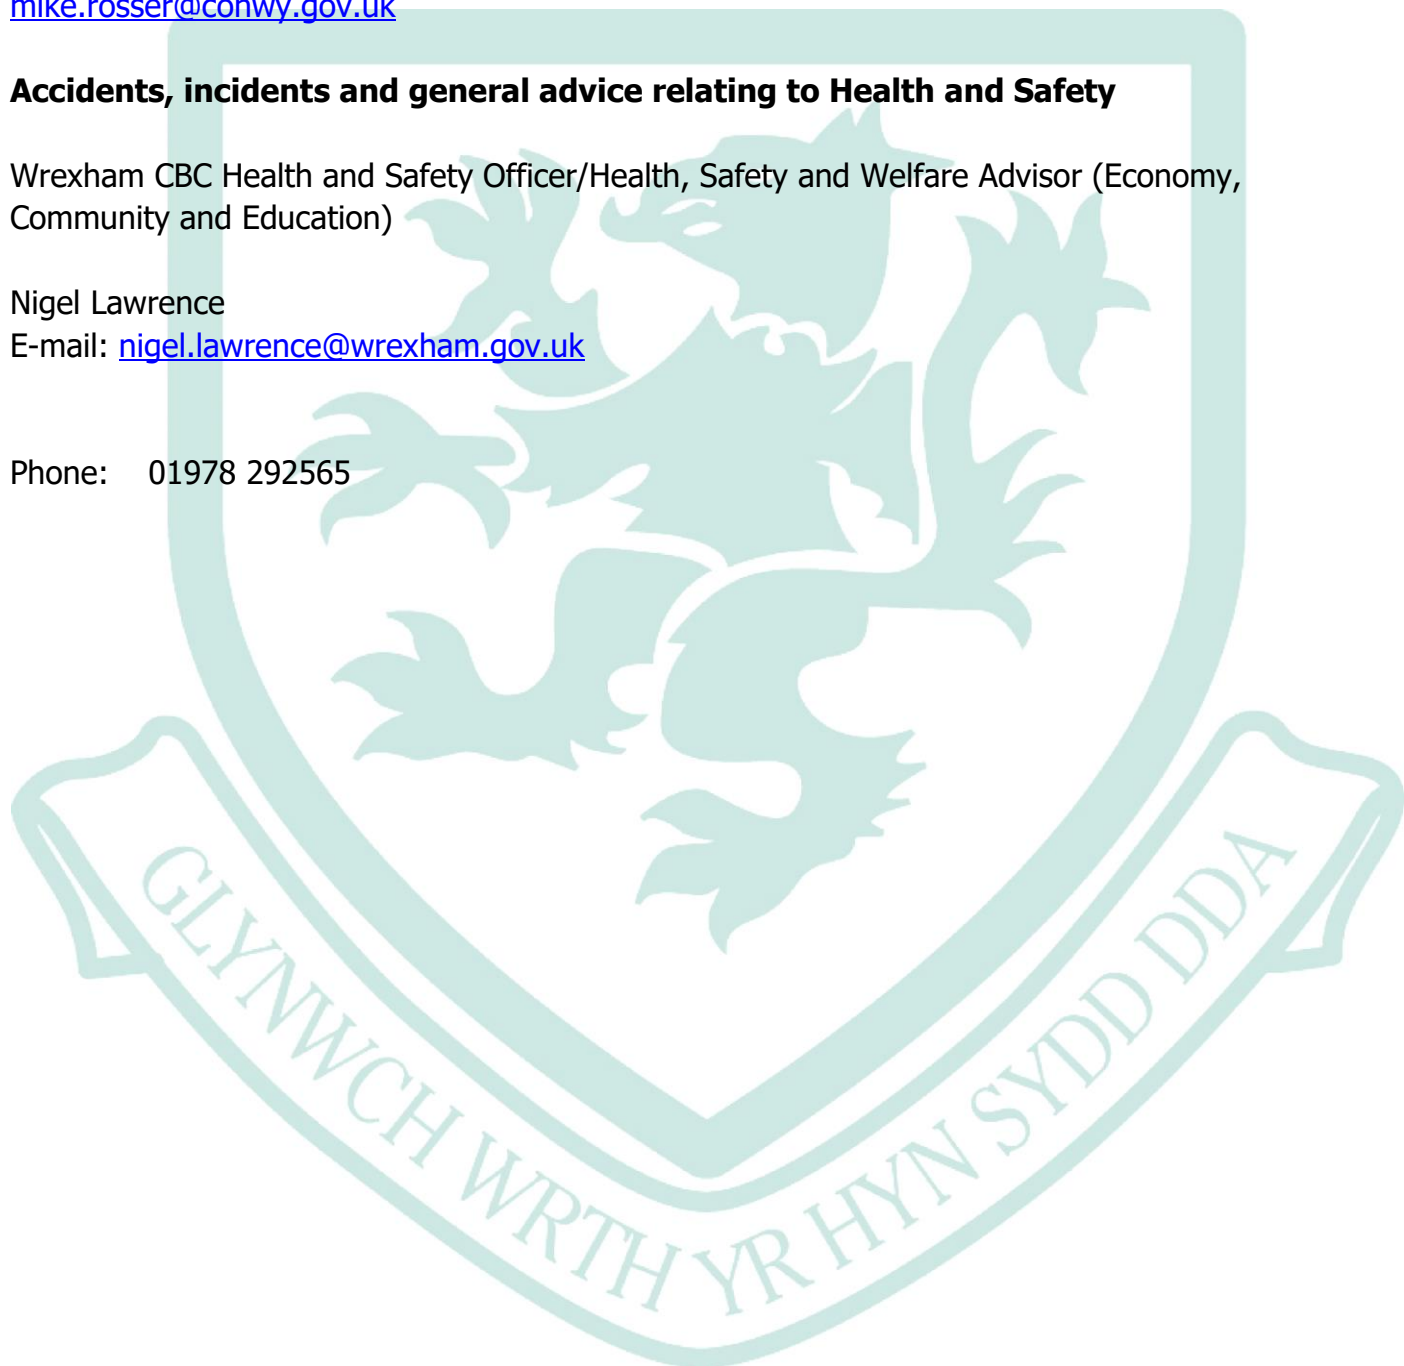 mike.rosser@conwy.gov.uk
Accidents, incidents and general advice relating to Health and Safety
Wrexham CBC Health and Safety Officer/Health, Safety and Welfare Advisor (Economy,
Community and Education)
Nigel Lawrence
E-mail: nigel.lawrence@wrexham.gov.uk
Phone: 01978 292565
GLYNWCH WRTH YR HYN SYDD DDA